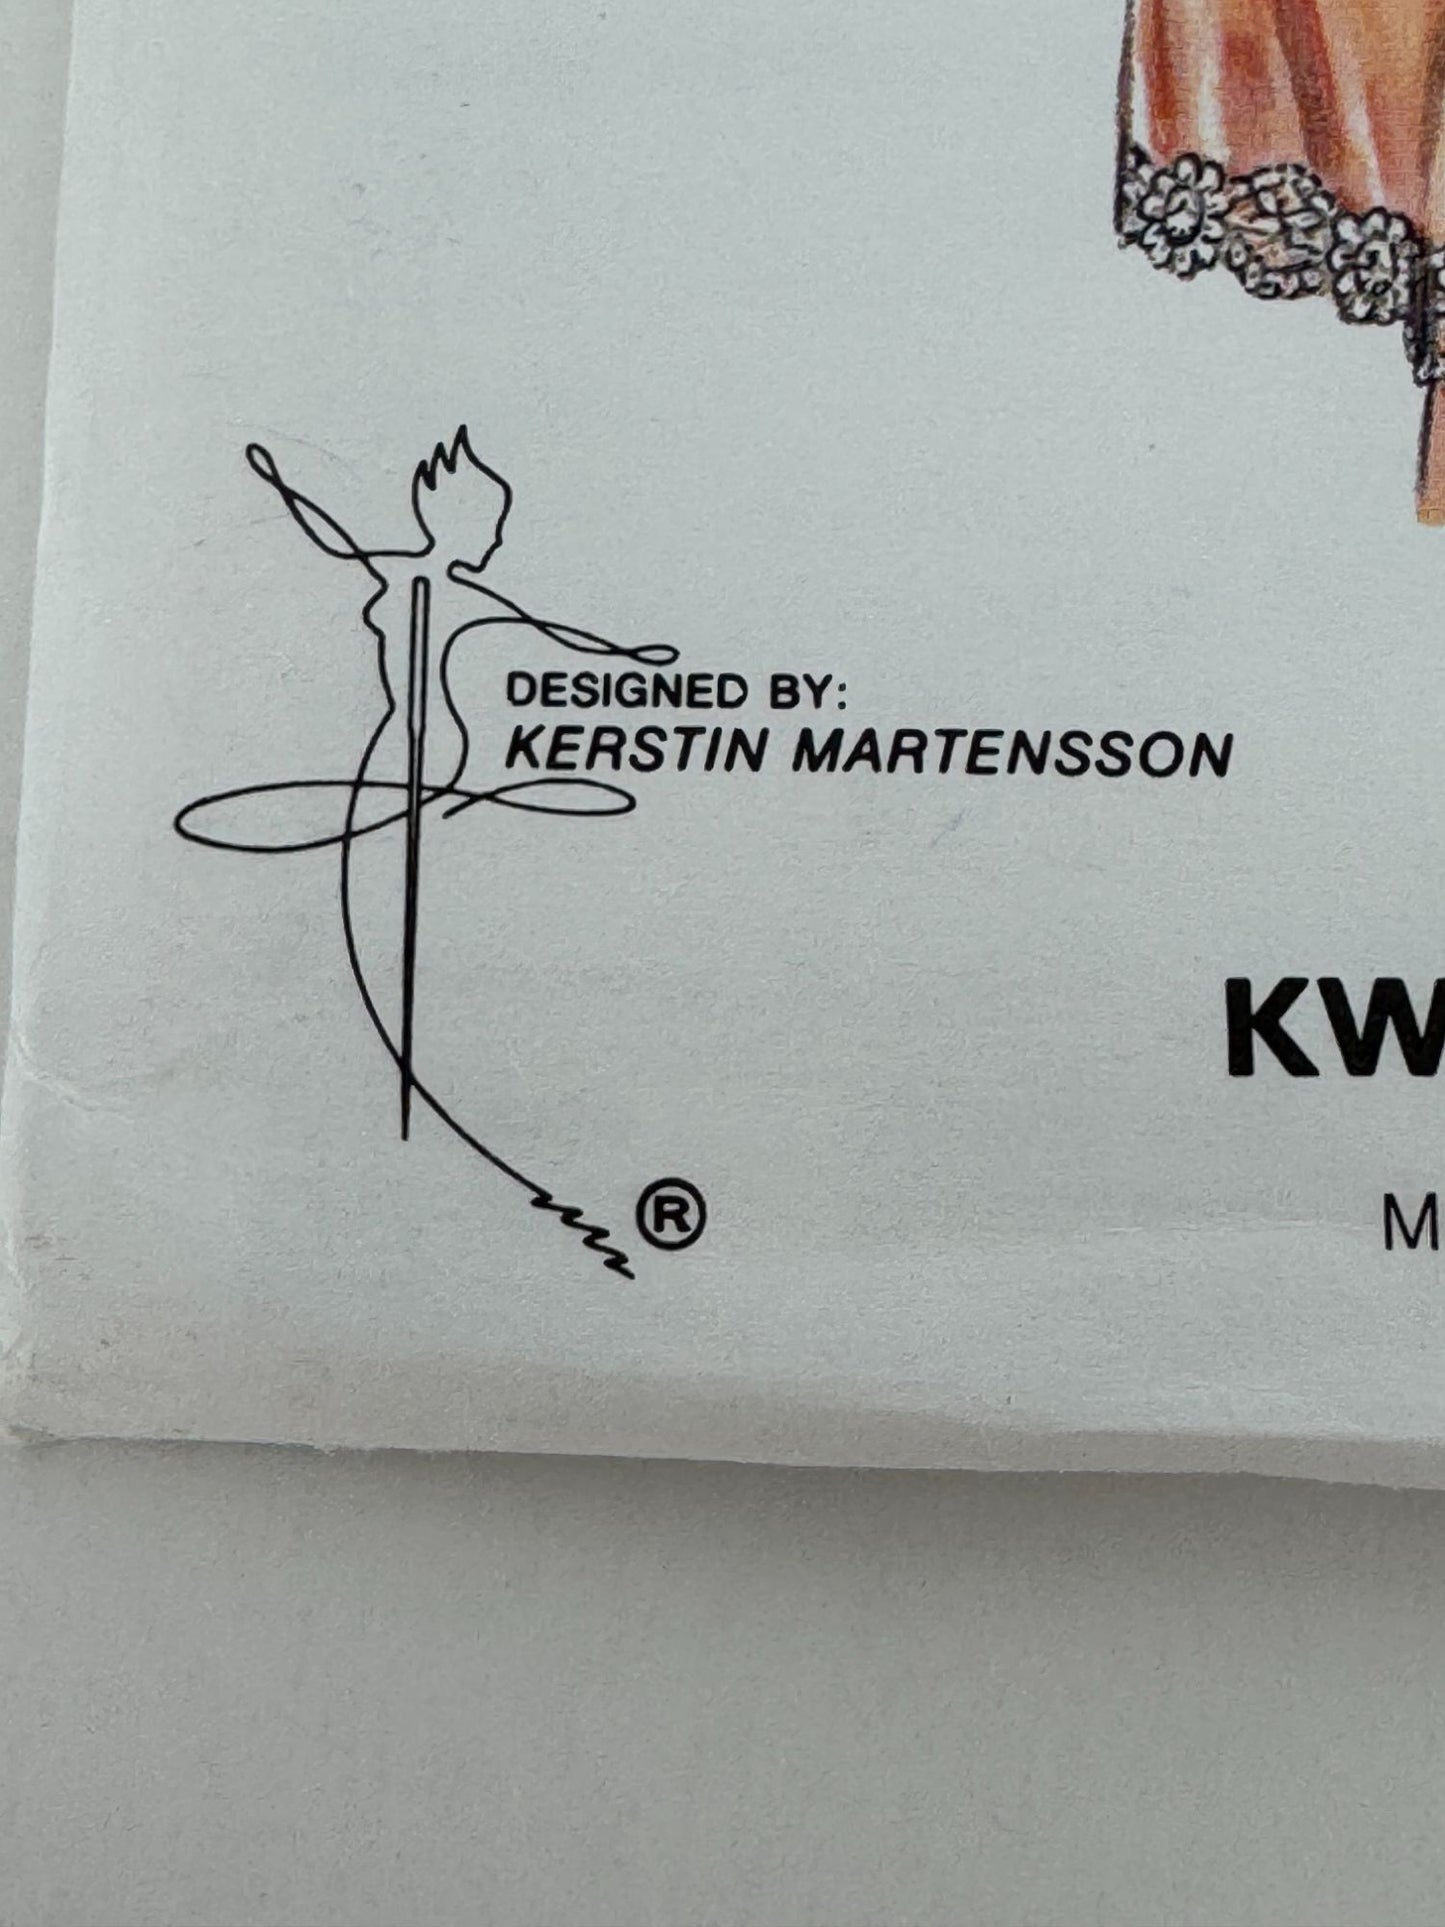 DESIGNED BY:
KERSTIN MARTENSSON
KW
M
®